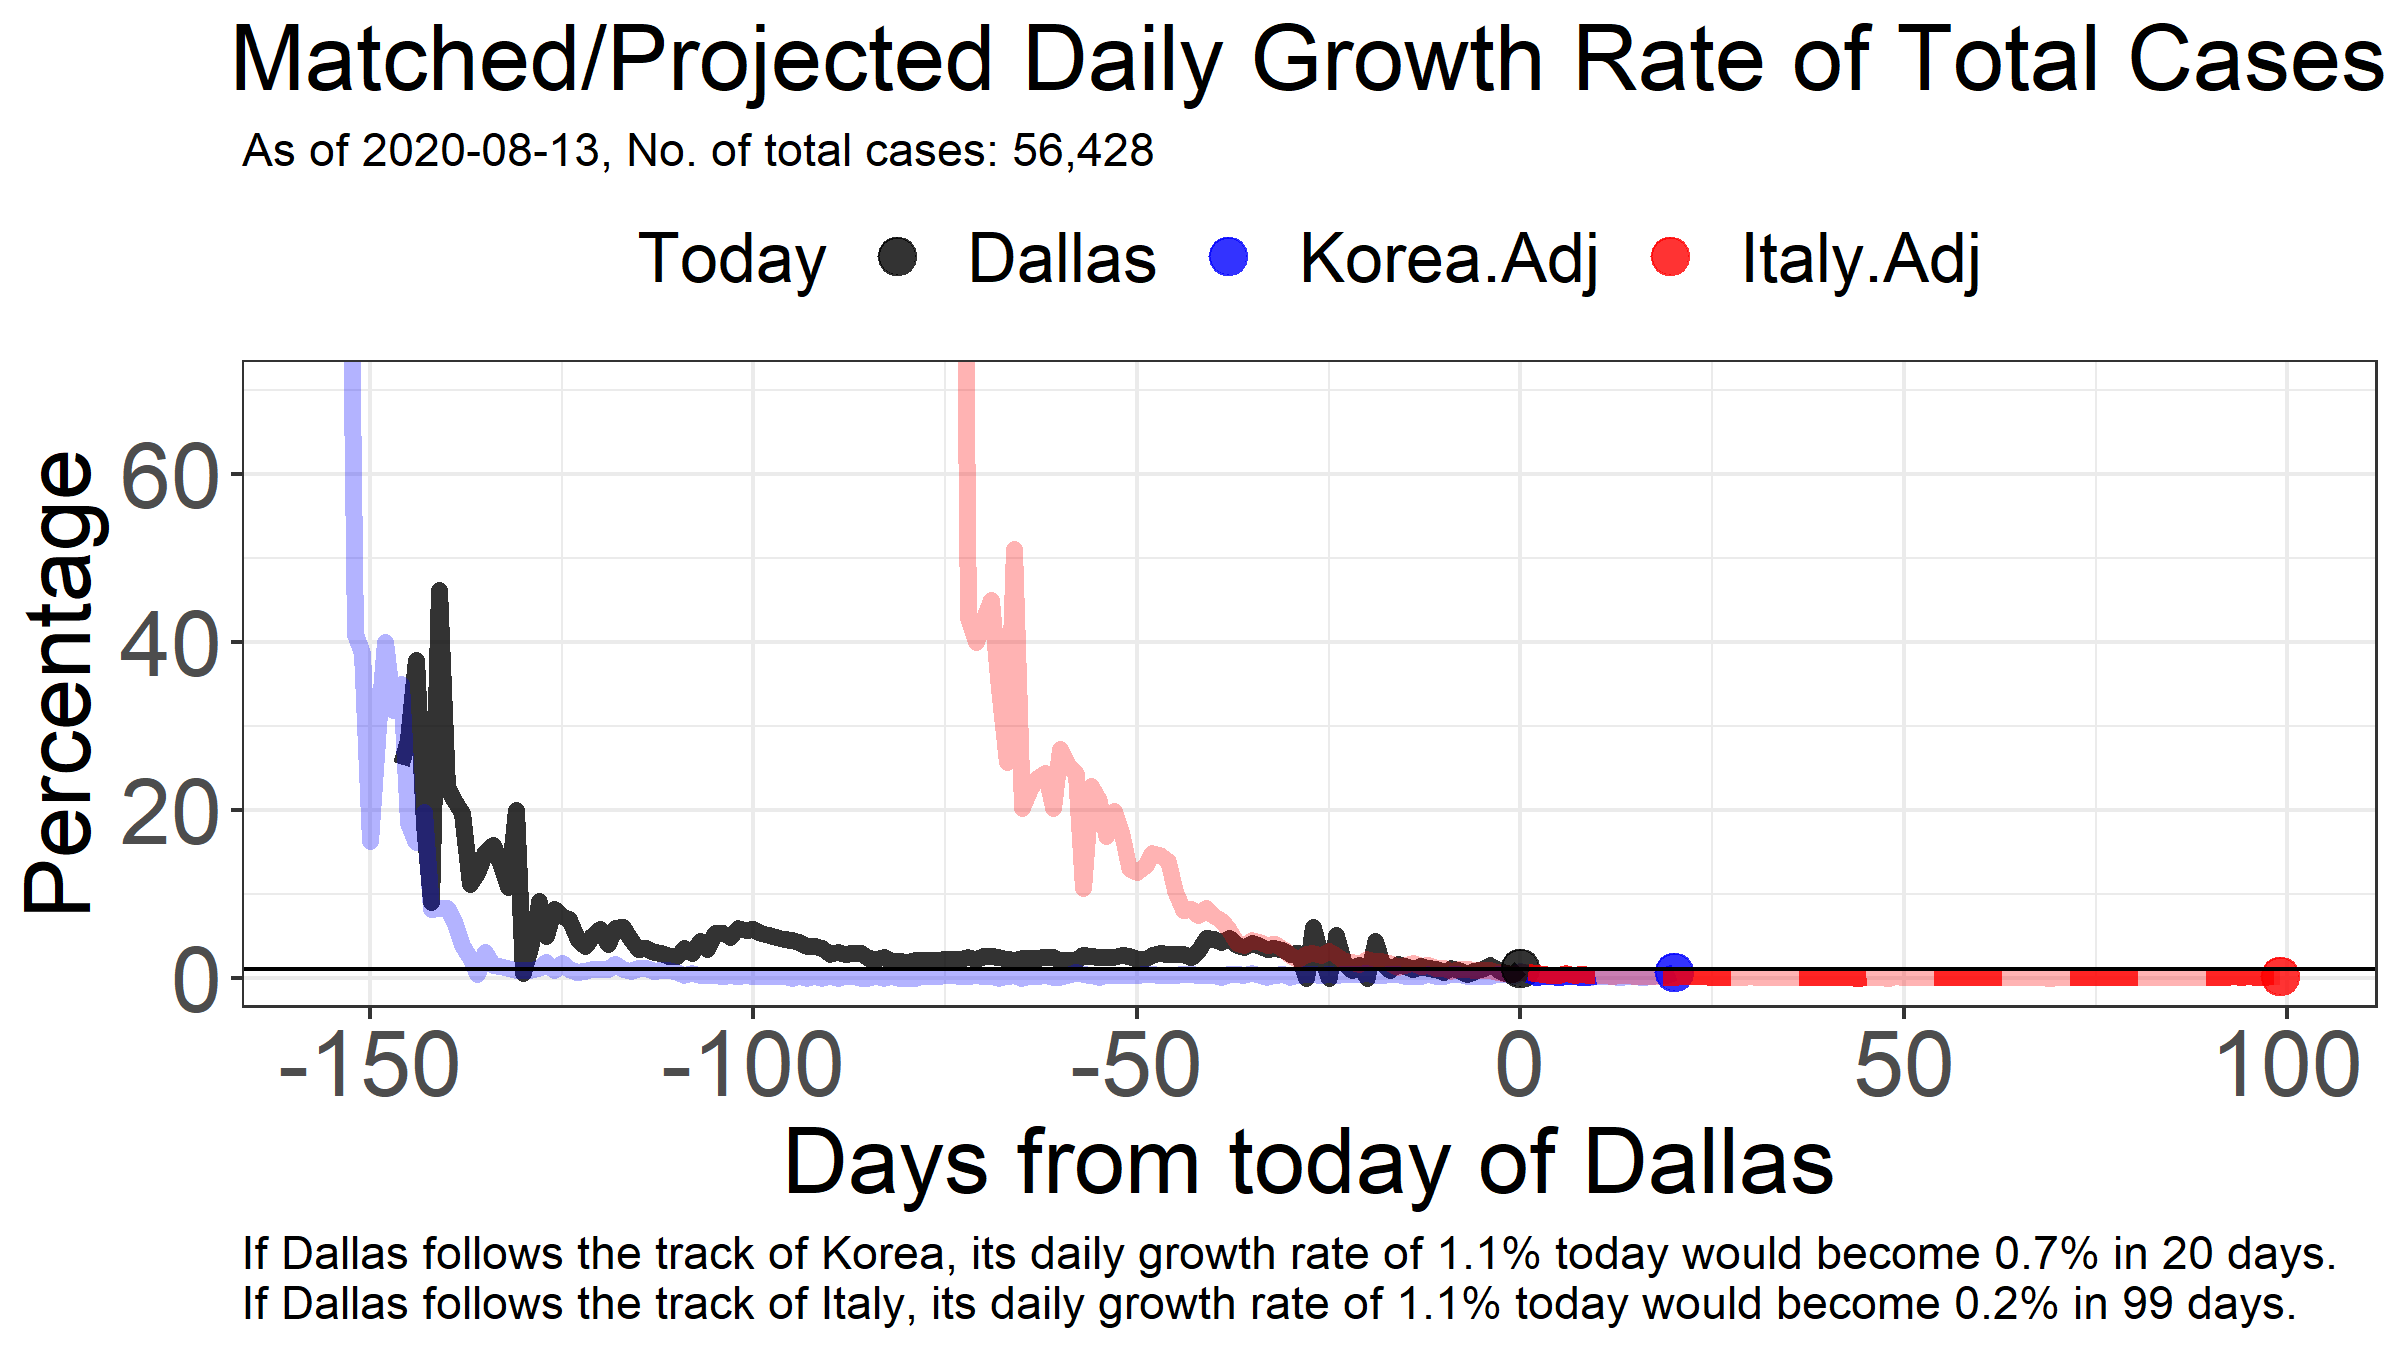 Matched/Projected Daily Growth Rate of Total Cases
As of 2020-08-13, No. of total cases: 56,428
Today Dallas Korea.Adj Italy.Adj
Percentage
60
40
20
0
-150 -100 -50 0 50 100
Days from today of Dallas
If Dallas follows the track of Korea, its daily growth rate of 1.1% today would become 0.7% in 20 days.
If Dallas follows the track of Italy, its daily growth rate of 1.1% today would become 0.2% in 99 days.